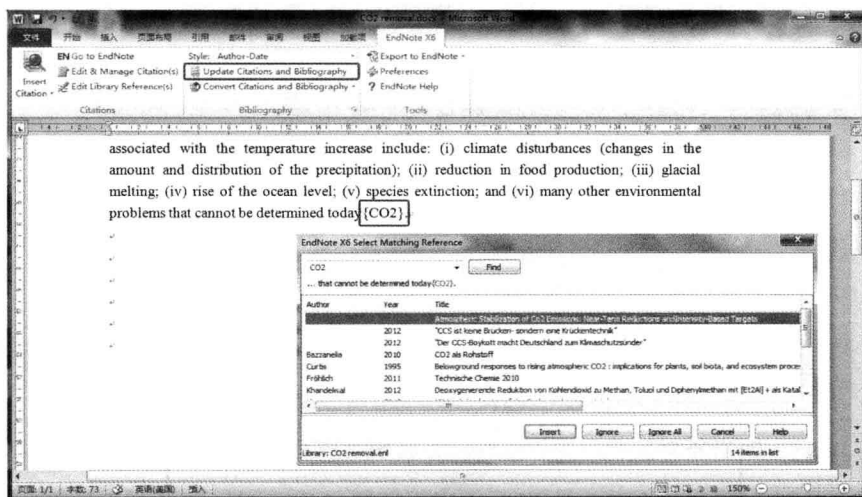 CO2 removal.docx - Microsoft Word
文件 开始 插入 页面布局 引用 邮件 审阅 视图 加载项 EndNote X6
EN Go to EndNote
Style: Author-Date
Export to EndNote
Insert Citation
Edit & Manage Citation(s)
Update Citations and Bibliography
Preferences
Edit Library Reference(s)
Convert Citations and Bibliography
? EndNote Help
Citations Bibliography Tools
associated with the temperature increase include: (i) climate disturbances (changes in the
amount and distribution of the precipitation); (ii) reduction in food production; (iii) glacial
melting; (iv) rise of the ocean level; (v) species extinction; and (vi) many other environmental
problems that cannot be determined today{CO2}.
EndNote X6 Select Matching Reference
CO2 Find
... that cannot be determined today{CO2}.
Author Year Title
Atmosphern: Stabilization of Co2 Emissions: Near-Term Reductions andIntensity-Based Targets
2012 "CCS ist keine Brucken- sondern eine Krückentechnik"
2012 "Der CCS-Boykott macht Deutschland zum Klimaschutzsünder"
Bazzanella 2010 CO2 als Rohstoff
Curtis 1995 Belowground responses to rising atmospheric CO2 : implications for plants, soil biota, and ecosystem proce
Fröhlich 2011 Technische Chemie 2010
Khandelwal 2012 Deoxygenierende Reduktion von Kohlendioxid zu Methan, Toluol und Diphenylmethan mit [Et2Al] + als Katal
Insert Ignore Ignore All Cancel Help
Library: CO2 removal.enl 14 items in list
页面: 1/1 字数: 73 英语(美国) 插入 150%